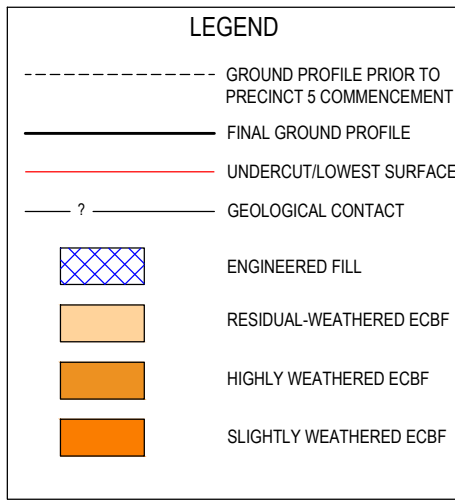 LEGEND
GROUND PROFILE PRIOR TO
PRECINCT 5 COMMENCEMENT
FINAL GROUND PROFILE
UNDERCUT/LOWEST SURFACE
?
GEOLOGICAL CONTACT
ENGINEERED FILL
RESIDUAL-WEATHERED ECBF
HIGHLY WEATHERED ECBF
SLIGHTLY WEATHERED ECBF